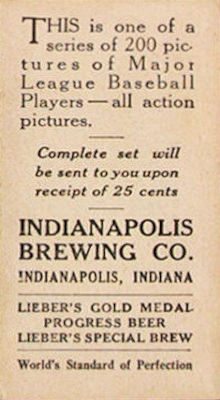 THIS is one of a
series of 200 pic-
tures of Major
League Baseball
Players—all action
pictures.
Complete set will
be sent to you upon
receipt of 25 cents
INDIANAPOLIS
BREWING CO.
INDIANAPOLIS, INDIANA
LIEBER'S GOLD MEDAL-
PROGRESS BEER
LIEBER'S SPECIAL BREW
World's Standard of Perfection